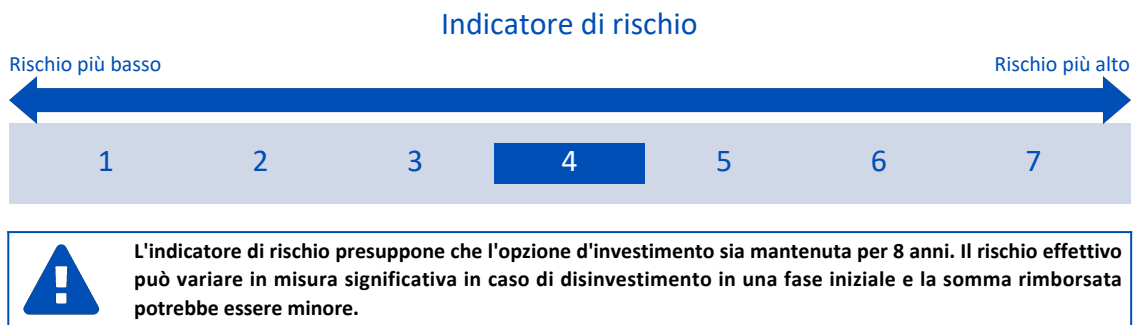 Indicatore di rischio
Rischio più basso Rischio più alto
1 2 3 4 5 6 7
L'indicatore di rischio presuppone che l'opzione d'investimento sia mantenuta per 8 anni. Il rischio effettivo
può variare in misura significativa in caso di disinvestimento in una fase iniziale e la somma rimborsata
potrebbe essere minore.